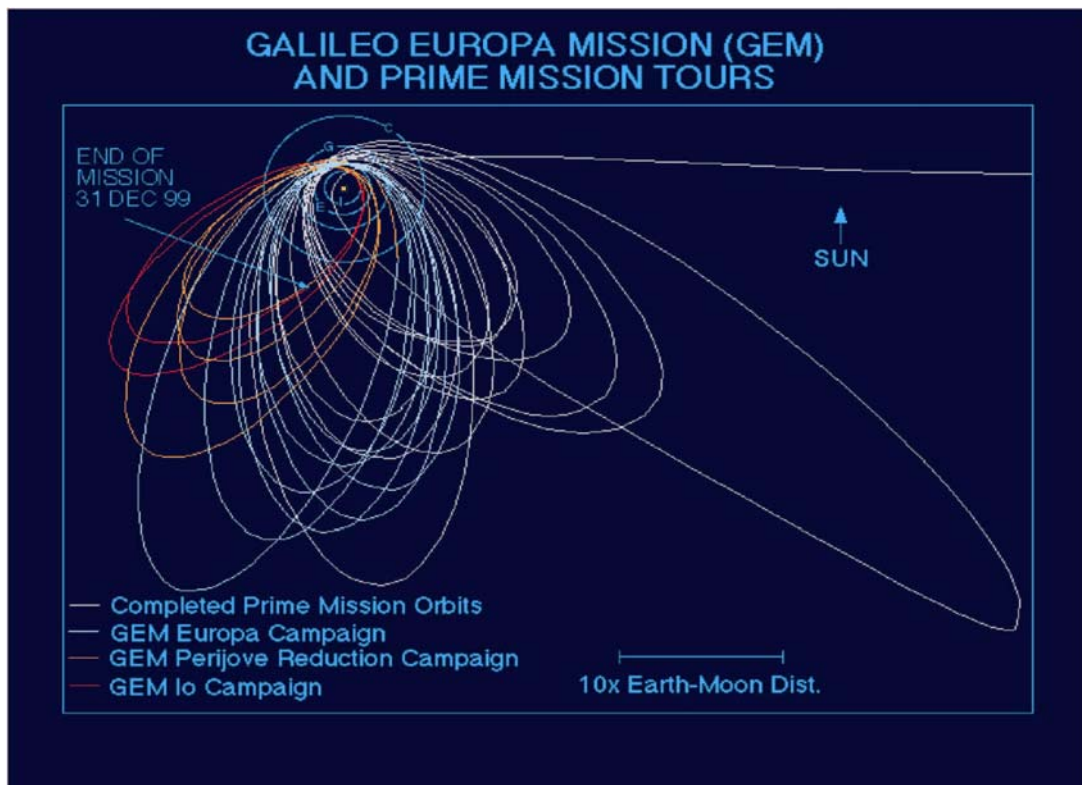 GALILEO EUROPA MISSION (GEM)
AND PRIME MISSION TOURS
C
G
END OF
MISSION
31 DEC 99
E
I
SUN
Completed Prime Mission Orbits
GEM Europa Campaign
GEM Perijove Reduction Campaign
GEM Io Campaign
10x Earth-Moon Dist.